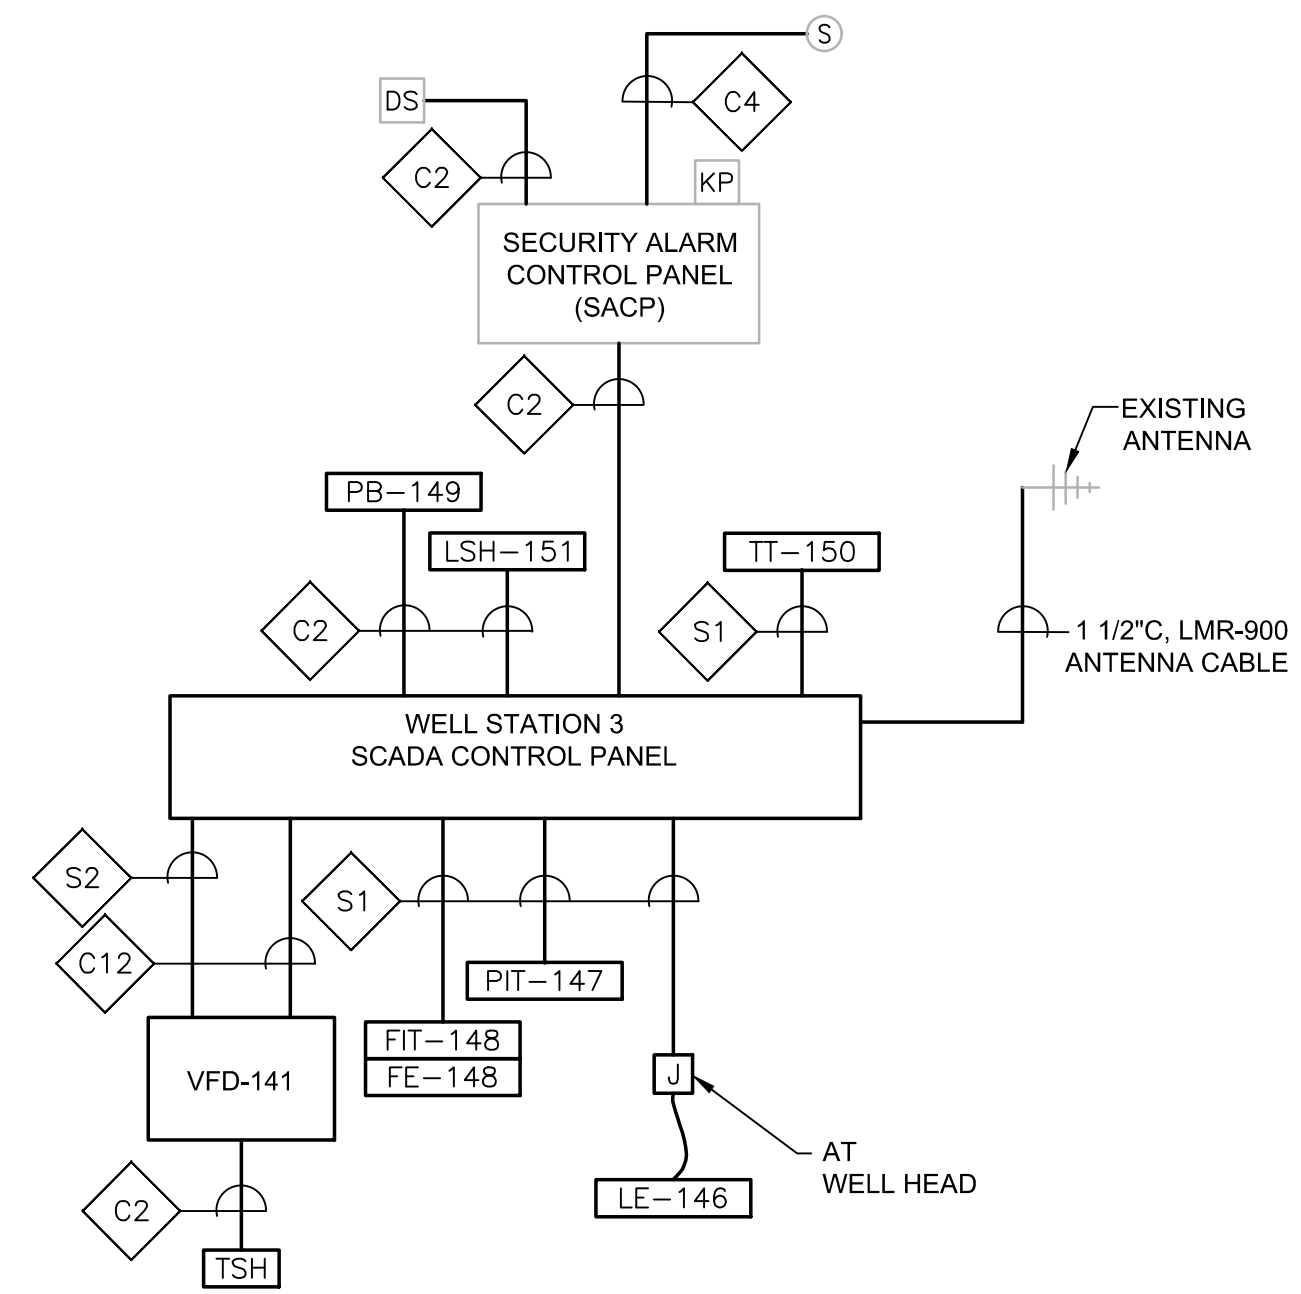 S
DS
C4
C2
KP
SECURITY ALARM
CONTROL PANEL
(SACP)
C2
EXISTING
ANTENNA
PB-149
LSH-151
TT-150
C2
S1
1 1/2"C, LMR-900
ANTENNA CABLE
WELL STATION 3
SCADA CONTROL PANEL
S2
S1
C12
PIT-147
FIT-148
FE-148
VFD-141
J
AT
WELL HEAD
LE-146
C2
TSH